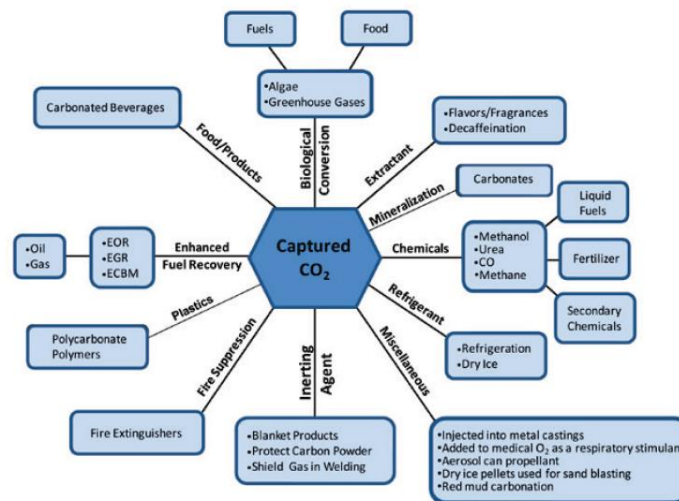 Fuels
Food
•Algae
•Greenhouse Gases
Biological
Conversion
Carbonated Beverages
Food/Products
•Flavors/Fragrances
•Decaffeination
Extractant
Carbonates
Mineralization
Captured
CO₂
Chemicals
•Methanol
•Urea
•CO
•Methane
Liquid
Fuels
Fertilizer
Secondary
Chemicals
•Oil
•Gas
•EOR
•EGR
•ECBM
Enhanced
Fuel Recovery
Plastics
Polycarbonate
Polymers
Refrigerant
•Refrigeration
•Dry Ice
Fire Suppression
Fire Extinguishers
Inerting
Agent
•Blanket Products
•Protect Carbon Powder
•Shield Gas in Welding
Miscellaneous
•Injected into metal castings
•Added to medical O₂ as a respiratory stimulan
•Aerosol can propellant
•Dry ice pellets used for sand blasting
•Red mud carbonation